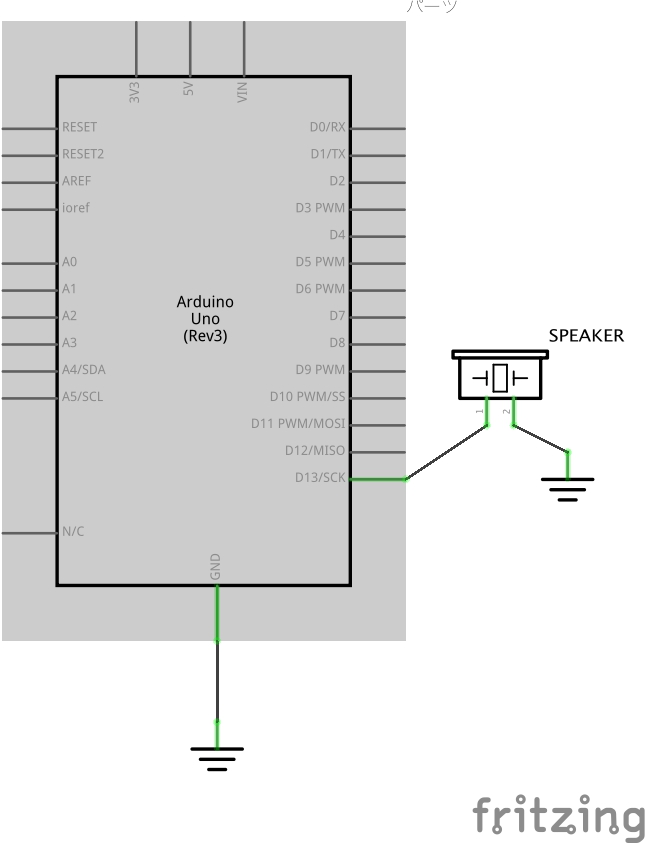 パーツ
3V3
5V
VIN
RESET
RESET2
AREF
ioref
A0
A1
A2
A3
A4/SDA
A5/SCL
N/C
Arduino
Uno
(Rev3)
D0/RX
D1/TX
D2
D3 PWM
D4
D5 PWM
D6 PWM
D7
D8
D9 PWM
D10 PWM/SS
D11 PWM/MOSI
D12/MISO
D13/SCK
GND
SPEAKER
1
2
fritzing